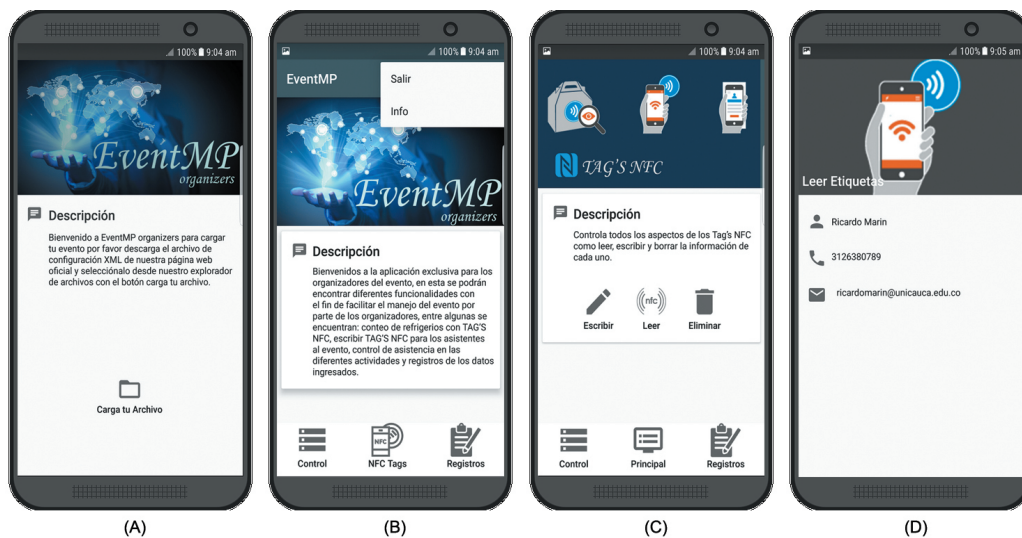 100% 9:04 am
EventMP
organizers
Descripción
Bienvenido a EventMP organizers para cargar
tu evento por favor descarga el archivo de
configuración XML de nuestra página web
oficial y selecciónalo desde nuestro explorador
de archivos con el botón carga tu archivo.
Carga tu Archivo
(A)
100% 9:04 am
EventMP
Salir
Info
EventMP
organizers
Descripción
Bienvenidos a la aplicación exclusiva para los
organizadores del evento, en esta se podrán
encontrar diferentes funcionalidades con
el fin de facilitar el manejo del evento por
parte de los organizadores, entre algunas se
encuentran: conteo de refrigerios con TAG'S
NFC, escribir TAG'S NFC para los asistentes
al evento, control de asistencia en las
diferentes actividades y registros de los datos
ingresados.
NFC
Control
NFC Tags
Registros
(B)
100% 9:04 am
TAG'S NFC
Descripción
Controla todos los aspectos de los Tag's NFC
como leer, escribir y borrar la información de
cada uno.
nfc
Escribir
Leer
Eliminar
Control
Principal
Registros
(C)
100% 9:05 am
Leer Etiquetas
Ricardo Marin
3126380789
ricardomarin@unicauca.edu.co
(D)